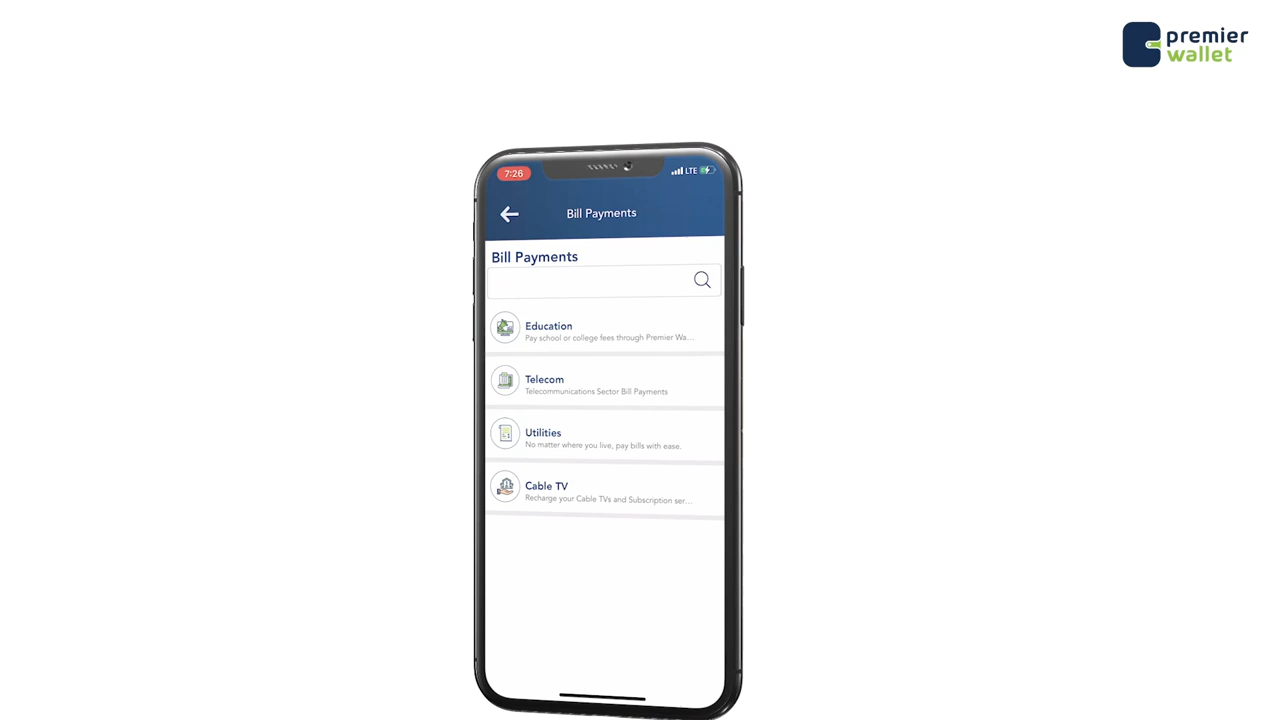 premier
wallet
7:26
LTE
Bill Payments
Bill Payments
Education
Pay school or college fees through Premier Wa...
Telecom
Telecommunications Sector Bill Payments
Utilities
No matter where you live, pay bills with ease.
Cable TV
Recharge your Cable TVs and Subscription ser...